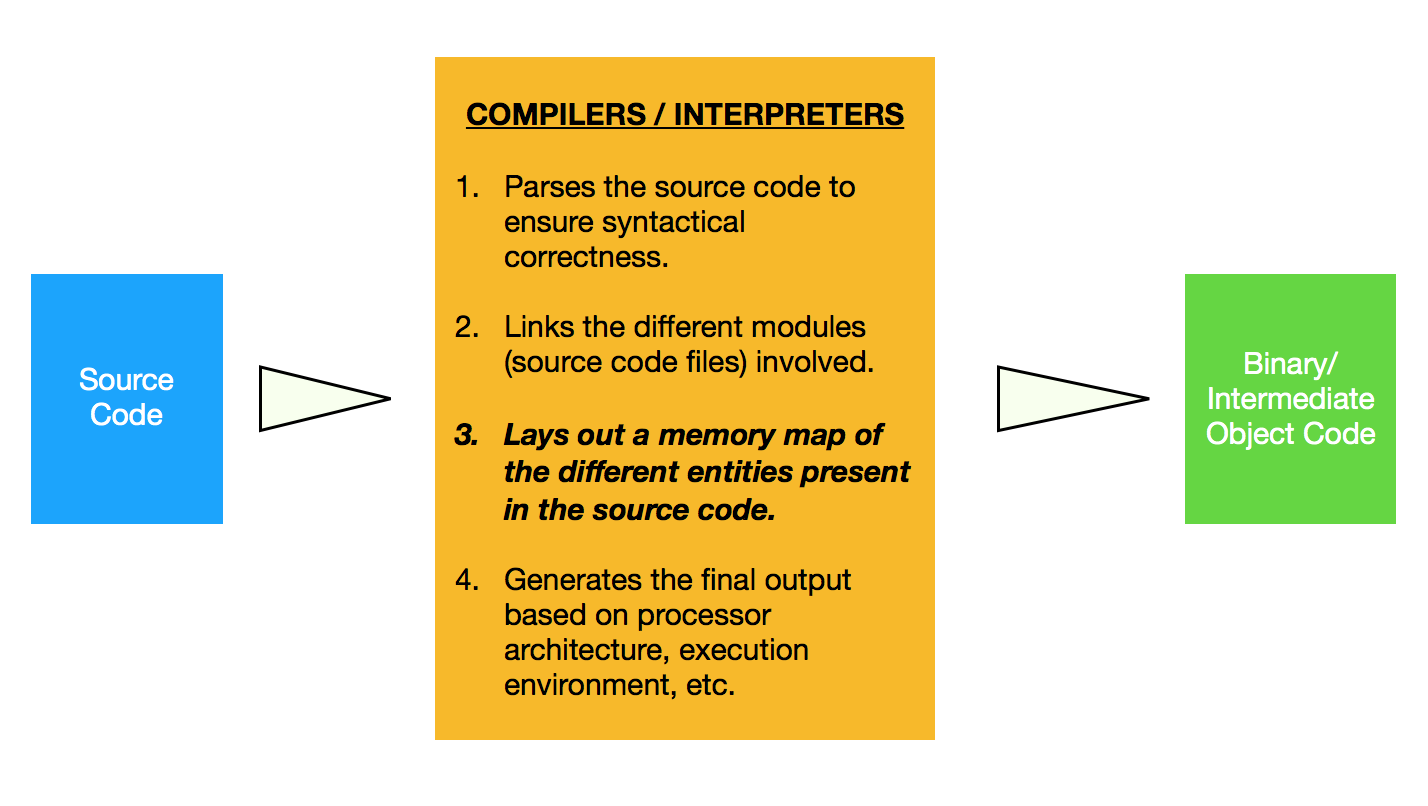 COMPILERS / INTERPRETERS
1. Parses the source code to
ensure syntactical
correctness.
2. Links the different modules
(source code files) involved.
3. Lays out a memory map of
the different entities present
in the source code.
4. Generates the final output
based on processor
architecture, execution
environment, etc.
Source
Code
Binary/
Intermediate
Object Code